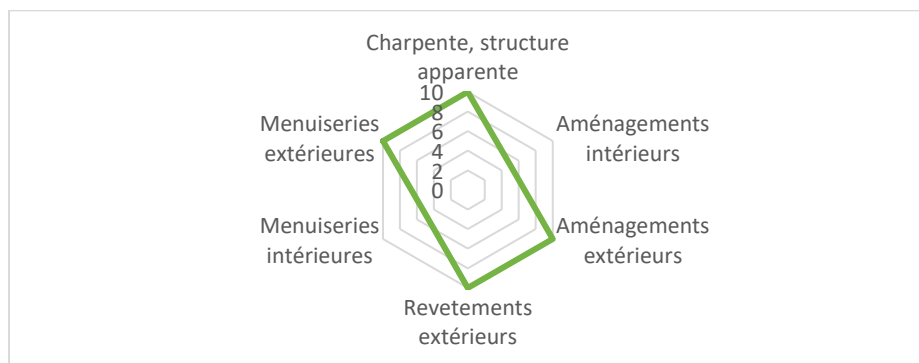 Charpente, structure
apparente
10
8
6
4
2
0
Aménagements
intérieurs
Aménagements
extérieurs
Revetements
extérieurs
Menuiseries
intérieures
Menuiseries
extérieures